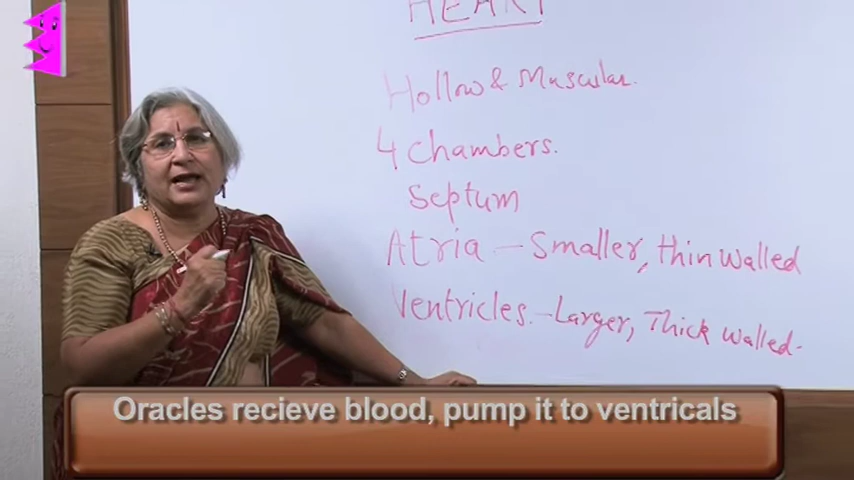 HEART
Hollow & Muscular.
4 Chambers.
Septum
Atria - Smaller, thin walled
Ventricles. - Larger, Thick walled.
Oracles recieve blood, pump it to ventricals